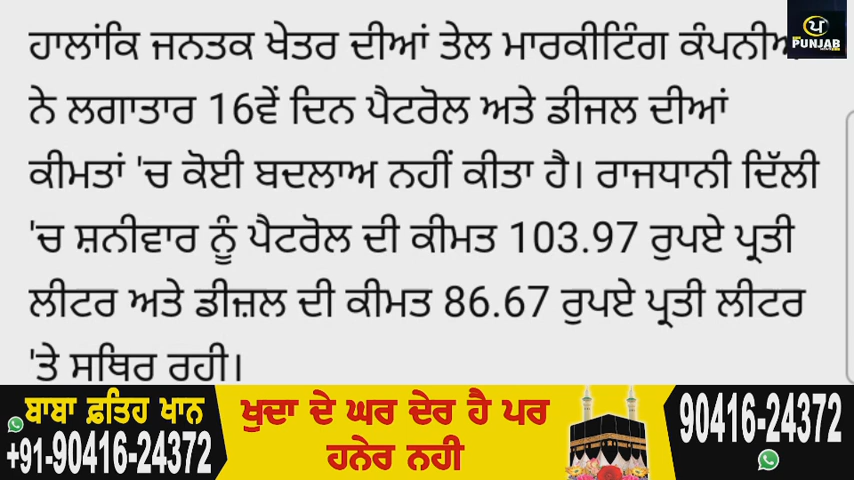 ਹਾਲਾਂਕਿ ਜਨਤਕ ਖੇਤਰ ਦੀਆਂ ਤੇਲ ਮਾਰਕੀਟਿੰਗ ਕੰਪਨੀਆਂ
ਨੇ ਲਗਾਤਾਰ 16ਵੇਂ ਦਿਨ ਪੈਟਰੋਲ ਅਤੇ ਡੀਜਲ ਦੀਆਂ
ਕੀਮਤਾਂ 'ਚ ਕੋਈ ਬਦਲਾਅ ਨਹੀਂ ਕੀਤਾ ਹੈ। ਰਾਜਧਾਨੀ ਦਿੱਲੀ
'ਚ ਸ਼ਨੀਵਾਰ ਨੂੰ ਪੈਟਰੋਲ ਦੀ ਕੀਮਤ 103.97 ਰੁਪਏ ਪ੍ਰਤੀ
ਲੀਟਰ ਅਤੇ ਡੀਜ਼ਲ ਦੀ ਕੀਮਤ 86.67 ਰੁਪਏ ਪ੍ਰਤੀ ਲੀਟਰ
'ਤੇ ਸਥਿਰ ਰਹੀ।
ਪ
PUNJAB
ਬਾਬਾ ਫ਼ਤਿਹ ਖਾਨ
+91-90416-24372
ਖੁਦਾ ਦੇ ਘਰ ਦੇਰ ਹੈ ਪਰ
ਹਨੇਰ ਨਹੀ
90416-24372